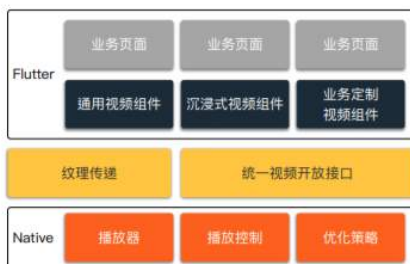 业务页面 业务页面 业务页面
Flutter
通用视频组件 沉浸式视频组件 业务定制
视频组件
纹理传递 统一视频开放接口
Native 播放器 播放控制 优化策略